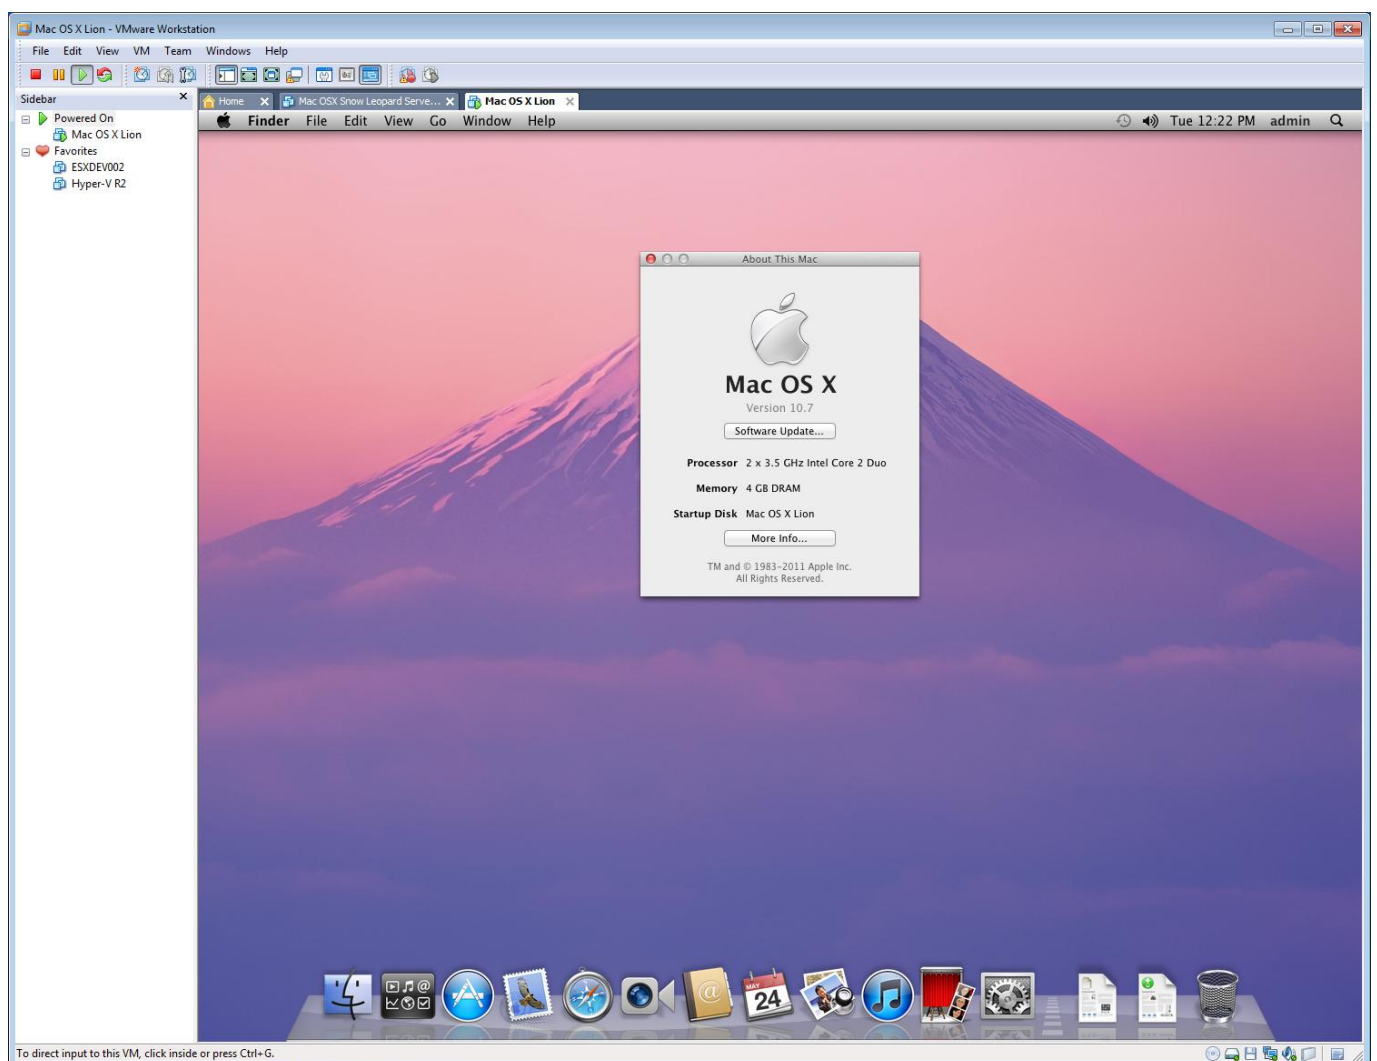 Mac OS X Lion - VMware Workstation
File Edit View VM Team Windows Help
Sidebar
Powered On
Mac OS X Lion
Favorites
ESXDEV002
Hyper-V R2
Home Mac OSX Snow Leopard Serve... Mac OS X Lion
Finder File Edit View Go Window Help Tue 12:22 PM admin
About This Mac
Mac OS X
Version 10.7
Software Update...
Processor 2 x 3.5 GHz Intel Core 2 Duo
Memory 4 GB DRAM
Startup Disk Mac OS X Lion
More Info...
TM and © 1983-2011 Apple Inc.
All Rights Reserved.
MAY
24
To direct input to this VM, click inside or press Ctrl+G.